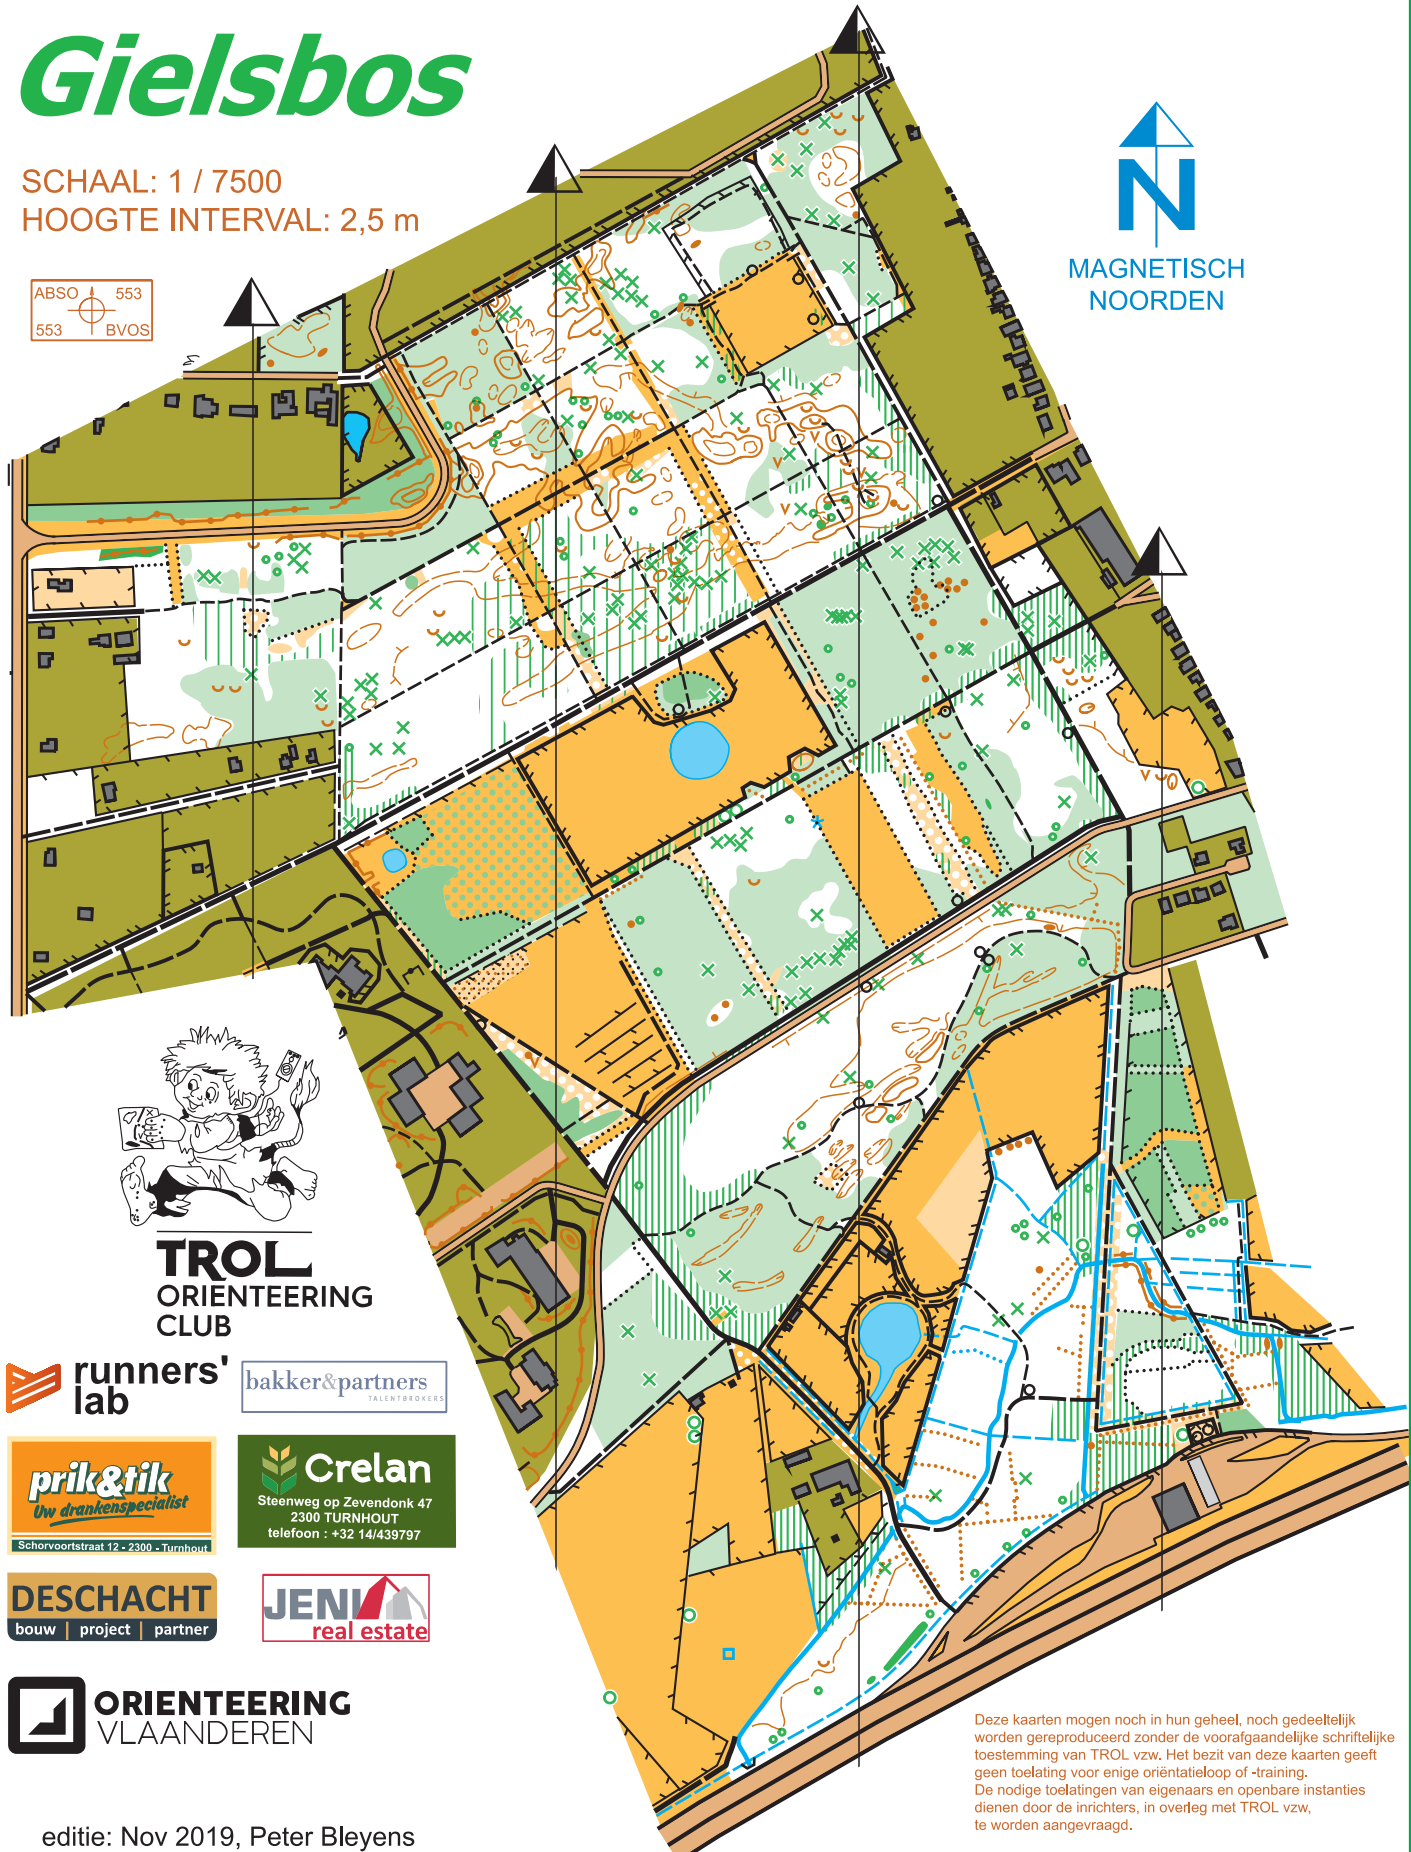 Gielsbos
SCHAAL: 1 / 7500
HOOGTE INTERVAL: 2,5 m
ABSO 553
553 BVOS
N
MAGNETISCH
NOORDEN
TROL
ORIENTEERING
CLUB
runners'
lab
bakker&partners
TALENTBROKERS
prik&tik
Uw drankenspecialist
Schorvoortstraat 12 - 2300 - Turnhout
Crelan
Steenweg op Zevendonk 47
2300 TURNHOUT
telefoon : +32 14/439797
DESCHACHT
bouw | project | partner
JENI
real estate
ORIENTEERING
VLAANDEREN
Deze kaarten mogen noch in hun geheel, noch gedeeltelijk
worden gereproduceerd zonder de voorafgaandelijke schriftelijke
toestemming van TROL vzw. Het bezit van deze kaarten geeft
geen toelating voor enige oriëntatieloop of -training.
De nodige toelatingen van eigenaars en openbare instanties
dienen door de inrichters, in overleg met TROL vzw,
te worden aangevraagd.
editie: Nov 2019, Peter Bleyens